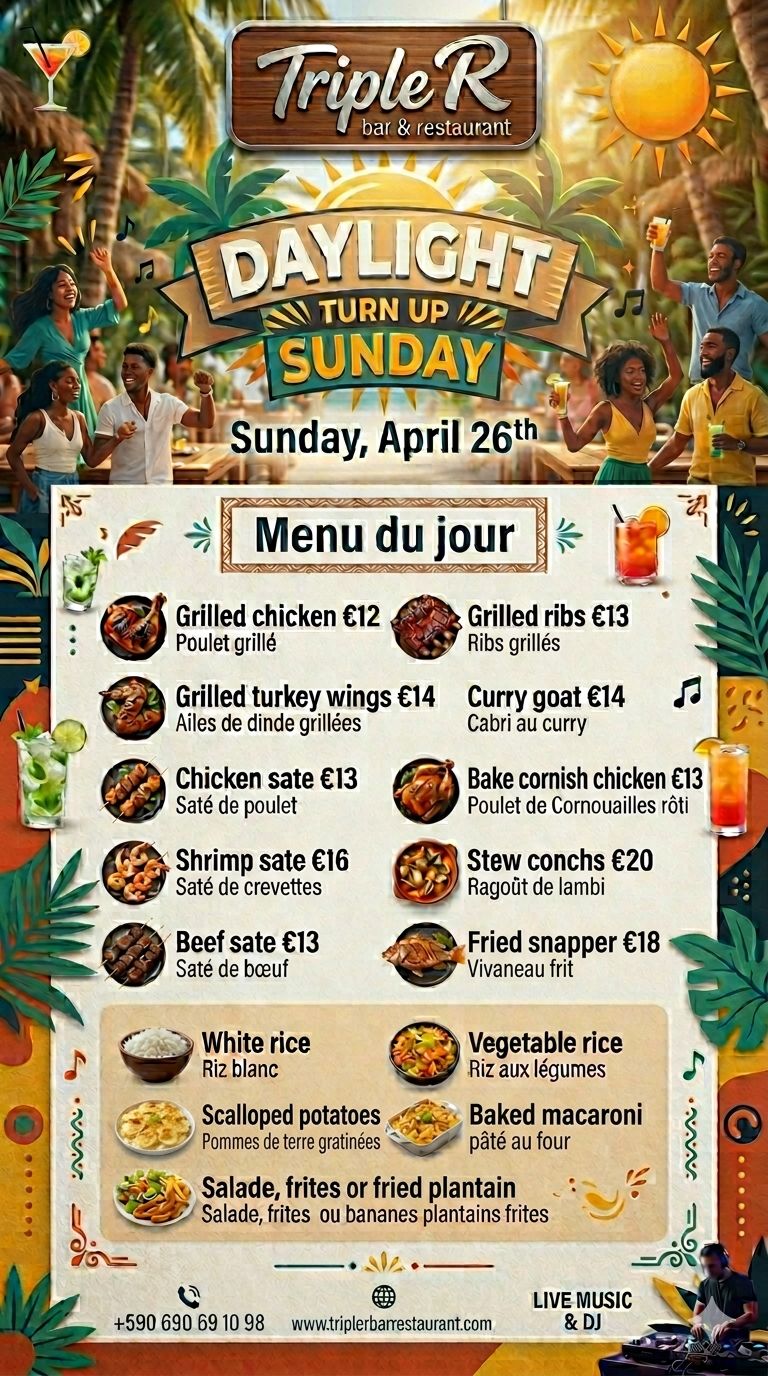 Triple R
bar & restaurant
DAYLIGHT
TURN UP
SUNDAY
Sunday, April 26th
Menu du jour
Grilled chicken €12
Poulet grillé
Grilled ribs €13
Ribs grillés
Grilled turkey wings €14
Ailes de dinde grillées
Curry goat €14
Cabri au curry
Chicken sate €13
Saté de poulet
Bake cornish chicken €13
Poulet de Cornouailles rôti
Shrimp sate €16
Saté de crevettes
Stew conchs €20
Ragoût de lambi
Beef sate €13
Saté de bœuf
Fried snapper €18
Vivaneau frit
White rice
Riz blanc
Vegetable rice
Riz aux légumes
Scalloped potatoes
Pommes de terre gratinées
Baked macaroni
pâté au four
Salade, frites or fried plantain
Salade, frites ou bananes plantains frites
+590 690 69 10 98
www.triplerbarrestaurant.com
LIVE MUSIC
& DJ